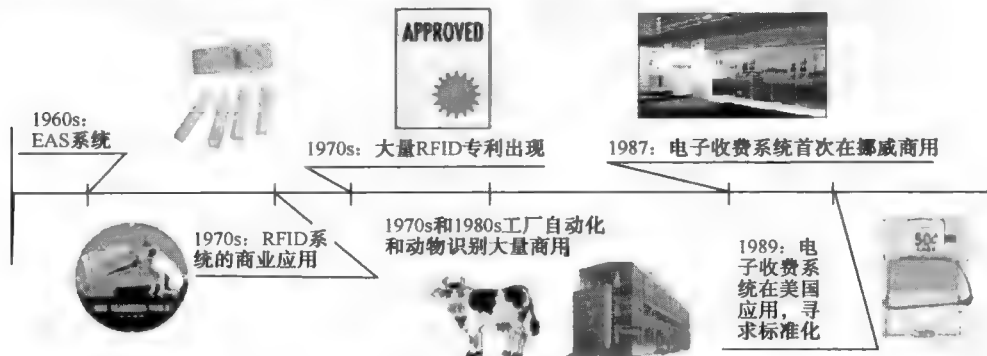 APPROVED
1960s：
EAS系统
1970s：大量RFID专利出现
1987：电子收费系统首次在挪威商用
1970s：RFID系
统的商业应用
1970s和1980s工厂自动化
和动物识别大量商用
1989：电
子收费系
统在美国
应用，寻
求标准化